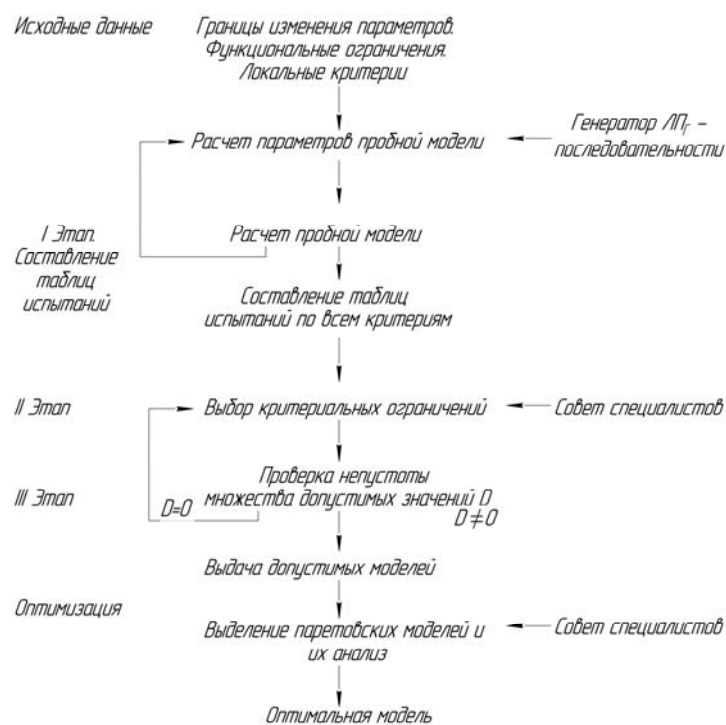 Исходные данные
Границы изменения параметров.
Функциональные ограничения.
Локальные критерии
Расчет параметров пробной модели
Генератор ЛПг –
последовательности
I Этап.
Составление
таблиц
испытаний
Расчет пробной модели
Составление таблиц
испытаний по всем критериям
II Этап
Выбор критериальных ограничений
Совет специалистов
III Этап
Проверка непустоты
множества допустимых значений D
D=0
D≠0
Выдача допустимых моделей
Оптимизация
Выделение паретовских моделей и
их анализ
Совет специалистов
Оптимальная модель